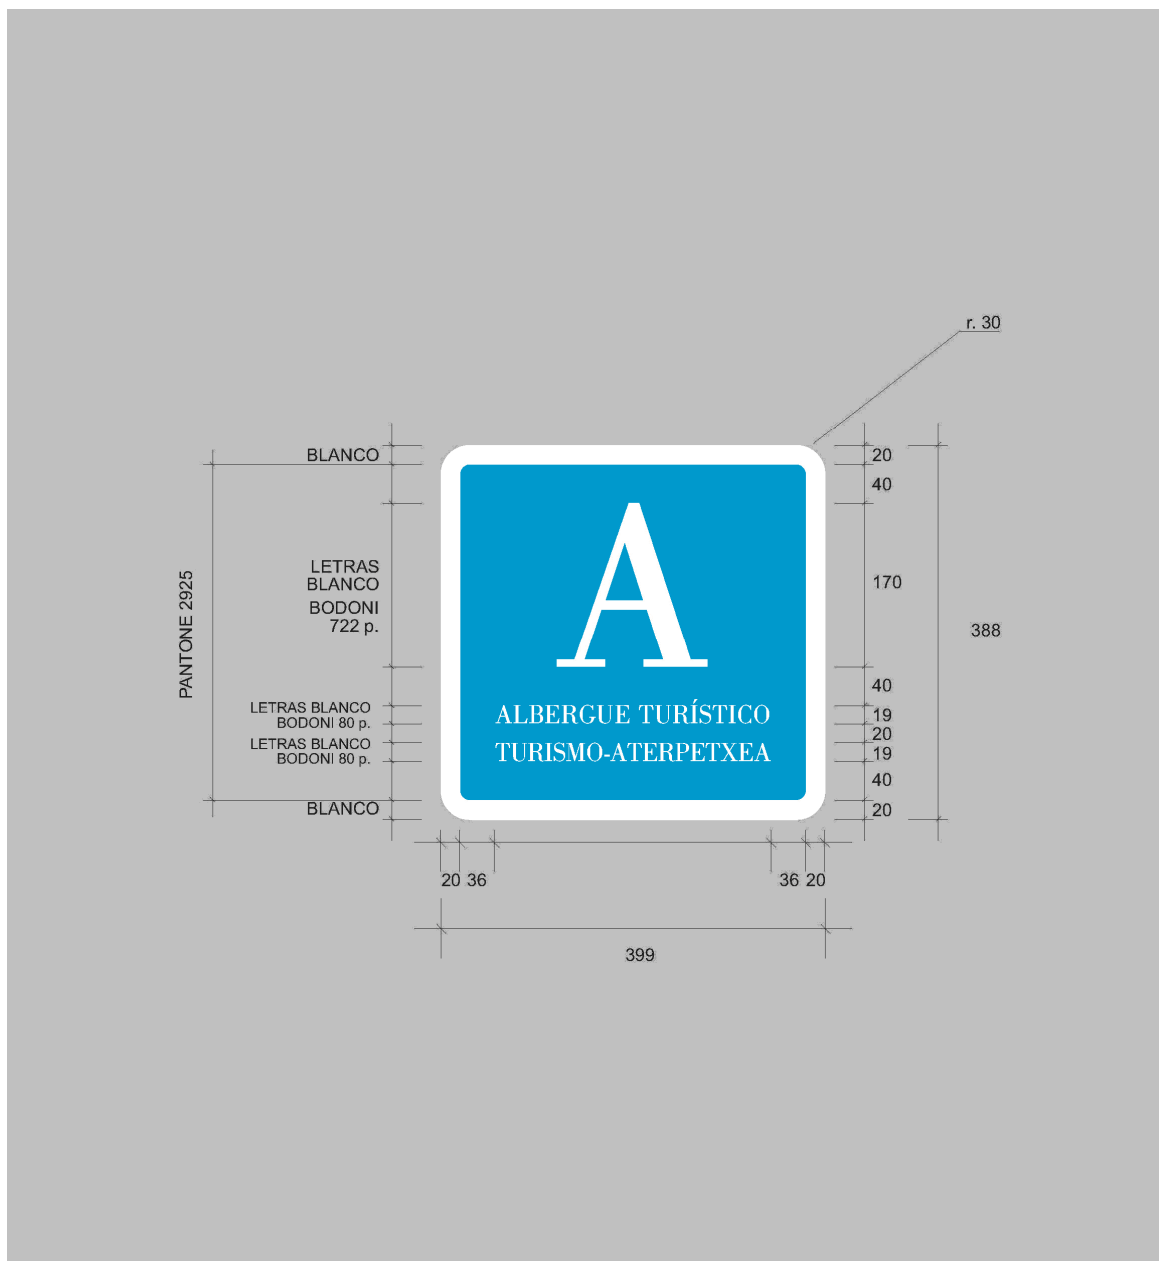 r. 30
BLANCO
20
40
LETRAS
BLANCO
BODONI
722 p.
170
PANTONE 2925
388
A
40
LETRAS BLANCO
BODONI 80 p.
ALBERGUE TURÍSTICO
19
20
LETRAS BLANCO
BODONI 80 p.
TURISMO-ATERPETXEA
19
40
BLANCO
20
20 36
36 20
399